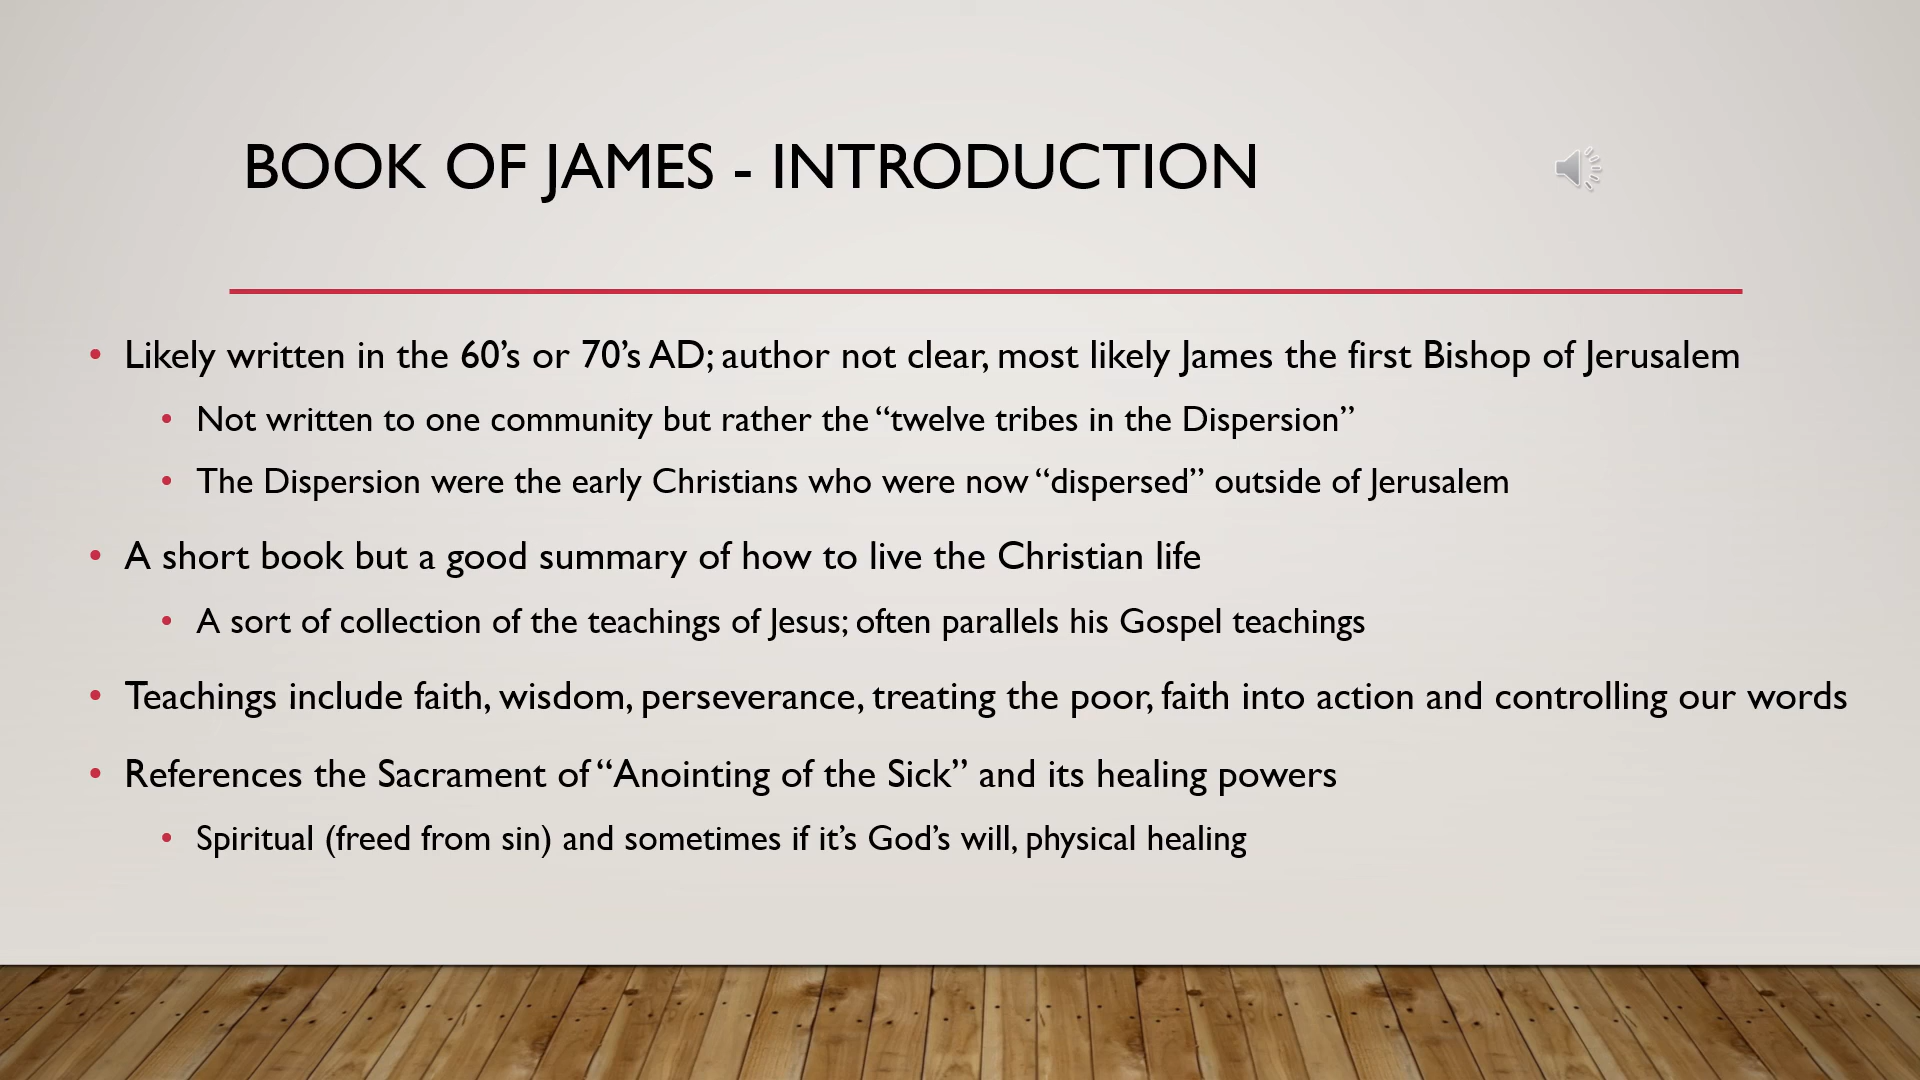 BOOK OF JAMES - INTRODUCTION
• Likely written in the 60’s or 70’s AD; author not clear, most likely James the first Bishop of Jerusalem
• Not written to one community but rather the “twelve tribes in the Dispersion”
• The Dispersion were the early Christians who were now “dispersed” outside of Jerusalem
• A short book but a good summary of how to live the Christian life
• A sort of collection of the teachings of Jesus; often parallels his Gospel teachings
• Teachings include faith, wisdom, perseverance, treating the poor, faith into action and controlling our words
• References the Sacrament of “Anointing of the Sick” and its healing powers
• Spiritual (freed from sin) and sometimes if it’s God’s will, physical healing